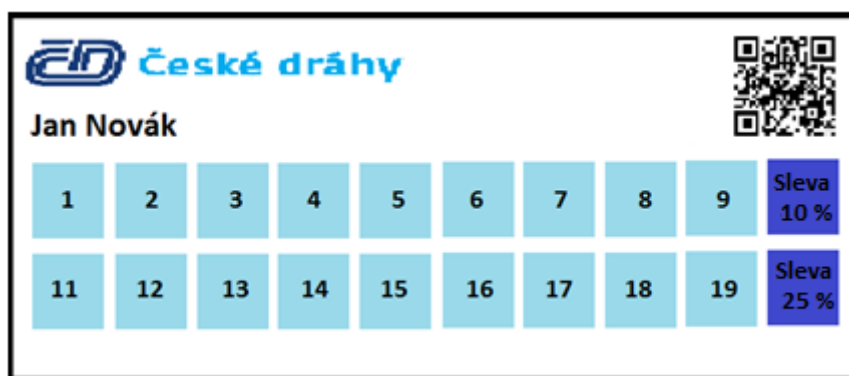 ČD České dráhy
Jan Novák
1 2 3 4 5 6 7 8 9 Sleva 10 %
11 12 13 14 15 16 17 18 19 Sleva 25 %